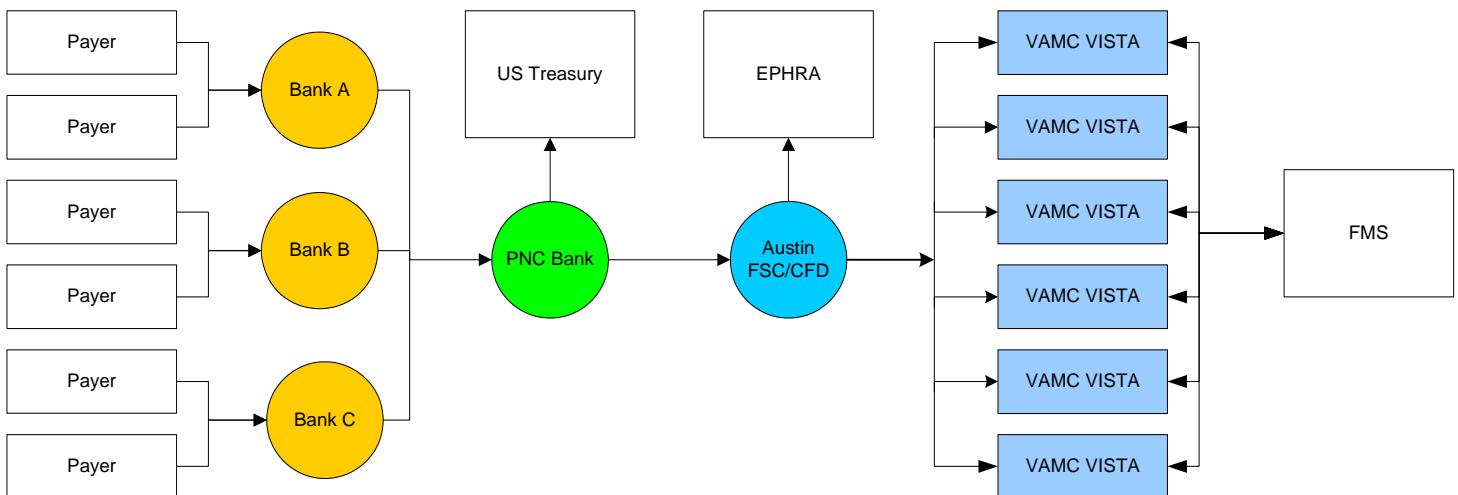 Payer
Payer
Payer
Payer
Payer
Payer
Bank A
Bank B
Bank C
US Treasury
PNC Bank
EPHRA
Austin
FSC/CFD
VAMC VISTA
VAMC VISTA
VAMC VISTA
VAMC VISTA
VAMC VISTA
VAMC VISTA
FMS